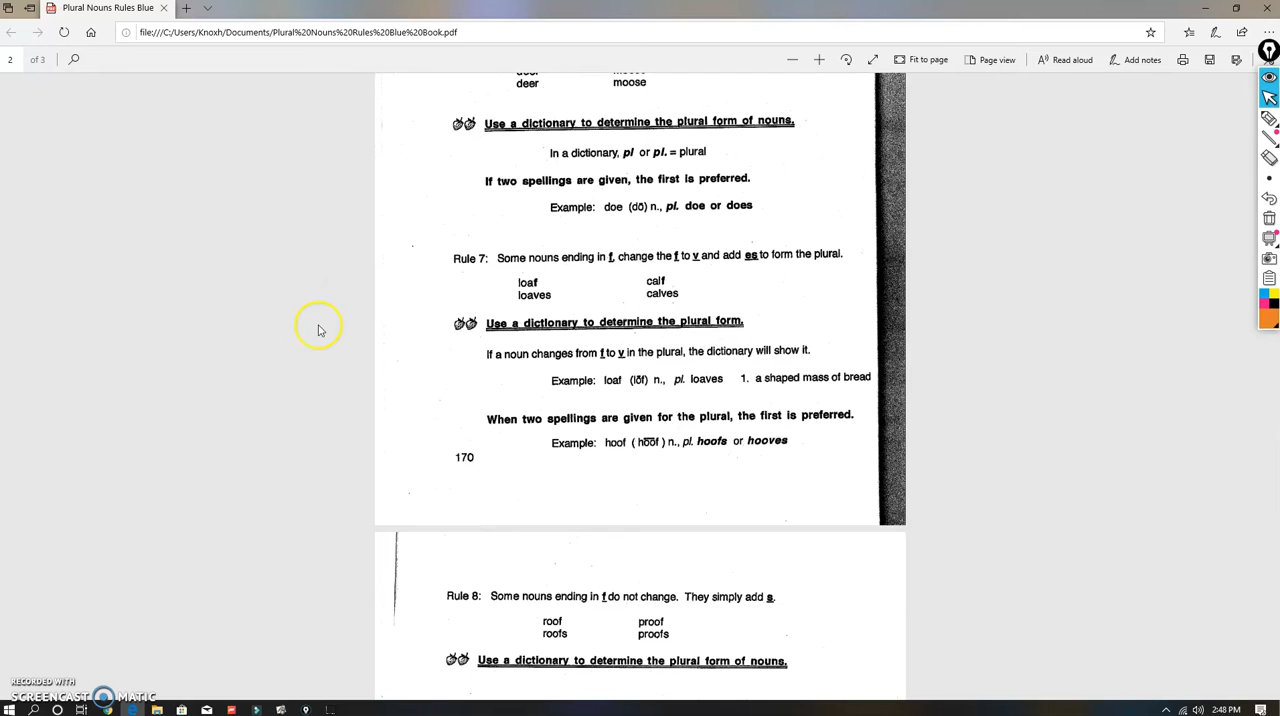 Plural Nouns Rules Blue
file:///C:/Users/Knoxh/Documents/Plural%20Nouns%20Rules%20Blue%20Book.pdf
2 of 3
Fit to page
Page view
Read aloud
Add notes
deer moose
Use a dictionary to determine the plural form of nouns.
In a dictionary, pl or pl. = plural
If two spellings are given, the first is preferred.
Example: doe (dō) n., pl. doe or does
Rule 7: Some nouns ending in f, change the f to v and add es to form the plural.
loaf calf
loaves calves
Use a dictionary to determine the plural form.
If a noun changes from f to v in the plural, the dictionary will show it.
Example: loaf (lōf) n., pl. loaves 1. a shaped mass of bread
When two spellings are given for the plural, the first is preferred.
Example: hoof ( ho͞of ) n., pl. hoofs or hooves
170
Rule 8: Some nouns ending in f do not change. They simply add s.
roof proof
roofs proofs
Use a dictionary to determine the plural form of nouns.
RECORDED WITH
SCREENCAST MATIC
2:48 PM